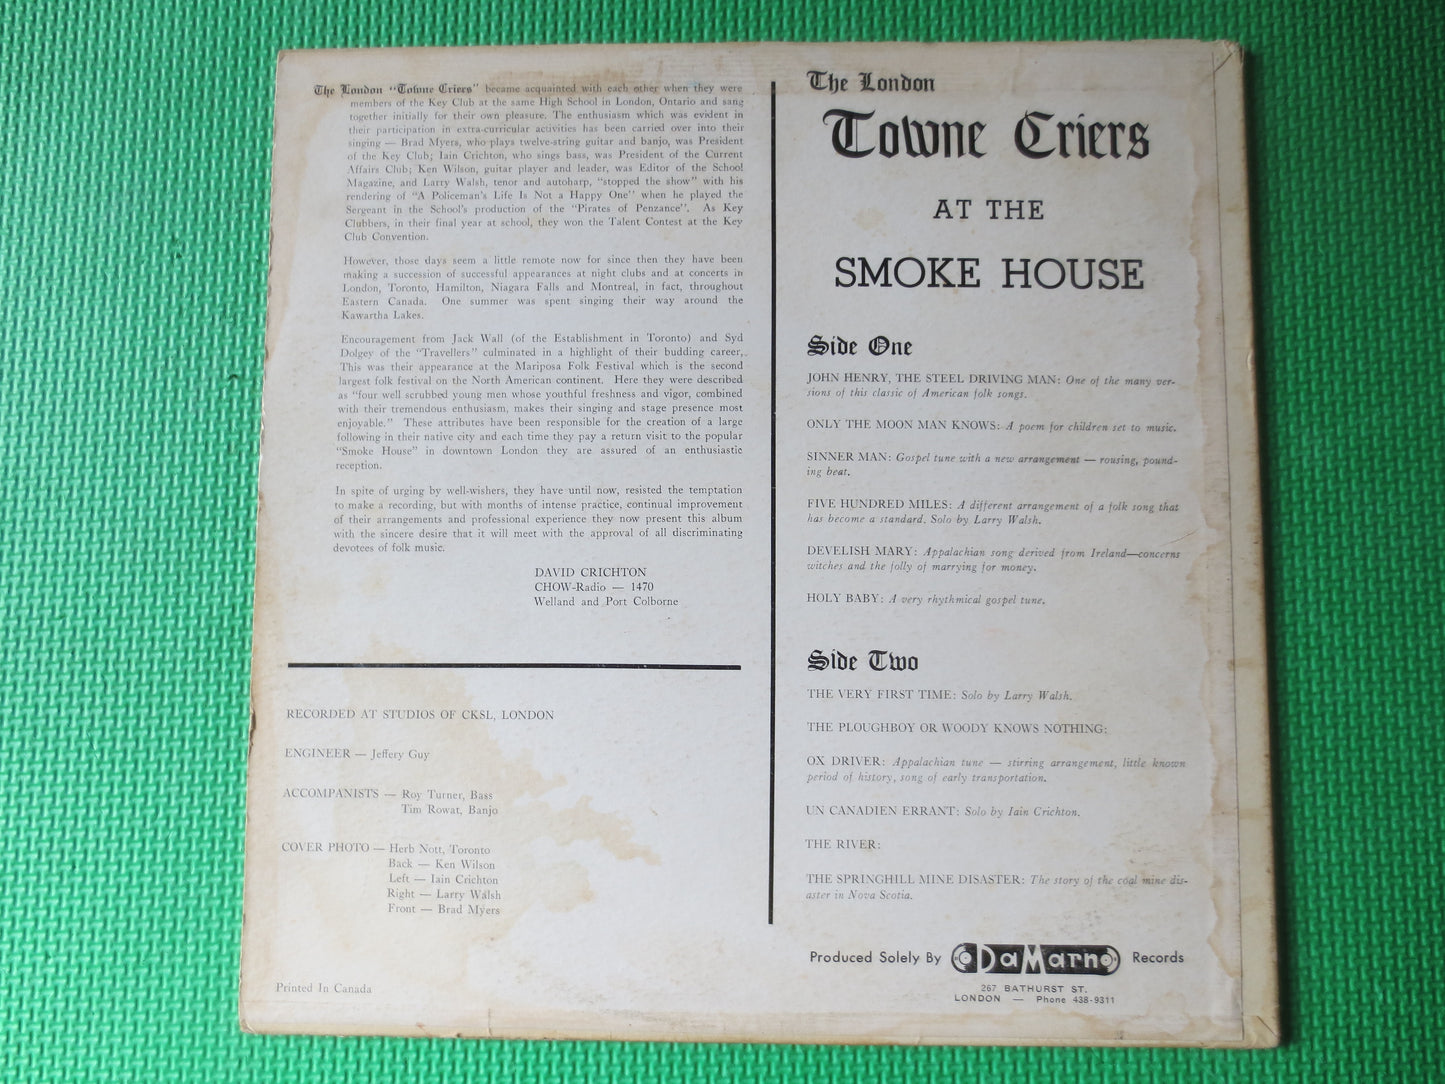 The London "Towne Criers" became acquainted with each other when they were
members of the Key Club at the same High School in London, Ontario and sang
together initially for their own pleasure. The enthusiasm which was evident in
their participation in extra-curricular activities has been carried over into their
singing — Brad Myers, who plays twelve-string guitar and banjo, was President
of the Key Club; Iain Crichton, who sings bass, was President of the Current
Affairs Club; Ken Wilson, guitar player and leader, was Editor of the School
Magazine, and Larry Walsh, tenor and autoharp, "stopped the show" with his
rendering of "A Policeman's Life Is Not a Happy One" when he played the
Sergeant in the School's production of the "Pirates of Penzance". As Key
Clubbers, in their final year at school, they won the Talent Contest at the Key
Club Convention.
However, those days seem a little remote now for since then they have been
making a succession of successful appearances at night clubs and at concerts in
London, Toronto, Hamilton, Niagara Falls and Montreal, in fact, throughout
Eastern Canada. One summer was spent singing their way around the
Kawartha Lakes.
Encouragement from Jack Wall (of the Establishment in Toronto) and Syd
Dolgey of the "Travellers" culminated in a highlight of their budding career,.
This was their appearance at the Mariposa Folk Festival which is the second
largest folk festival on the North American continent. Here they were described
as "four well scrubbed young men whose youthful freshness and vigor, combined
with their tremendous enthusiasm, makes their singing and stage presence most
enjoyable." These attributes have been responsible for the creation of a large
following in their native city and each time they pay a return visit to the popular
"Smoke House" in downtown London they are assured of an enthusiastic
reception.
In spite of urging by well-wishers, they have until now, resisted the temptation
to make a recording, but with months of intense practice, continual improvement
of their arrangements and professional experience they now present this album
with the sincere desire that it will meet with the approval of all discriminating
devotees of folk music.
DAVID CRICHTON
CHOW-Radio — 1470
Welland and Port Colborne
RECORDED AT STUDIOS OF CKSL, LONDON
ENGINEER — Jeffery Guy
ACCOMPANISTS — Roy Turner, Bass
Tim Rowat, Banjo
COVER PHOTO — Herb Nott, Toronto
Back — Ken Wilson
Left — Iain Crichton
Right — Larry Walsh
Front — Brad Myers
Printed In Canada
The London
Towne Criers
AT THE
SMOKE HOUSE
Side One
JOHN HENRY, THE STEEL DRIVING MAN: One of the many ver-
sions of this classic of American folk songs.
ONLY THE MOON MAN KNOWS: A poem for children set to music.
SINNER MAN: Gospel tune with a new arrangement — rousing, pound-
ing beat.
FIVE HUNDRED MILES: A different arrangement of a folk song that
has become a standard. Solo by Larry Walsh.
DEVELISH MARY: Appalachian song derived from Ireland—concerns
witches and the folly of marrying for money.
HOLY BABY: A very rhythmical gospel tune.
Side Two
THE VERY FIRST TIME: Solo by Larry Walsh.
THE PLOUGHBOY OR WOODY KNOWS NOTHING:
OX DRIVER: Appalachian tune — stirring arrangement, little known
period of history, song of early transportation.
UN CANADIEN ERRANT: Solo by Iain Crichton.
THE RIVER:
THE SPRINGHILL MINE DISASTER: The story of the coal mine dis-
aster in Nova Scotia.
Produced Solely By DaMarn Records
267 BATHURST ST.
LONDON — Phone 438-9311